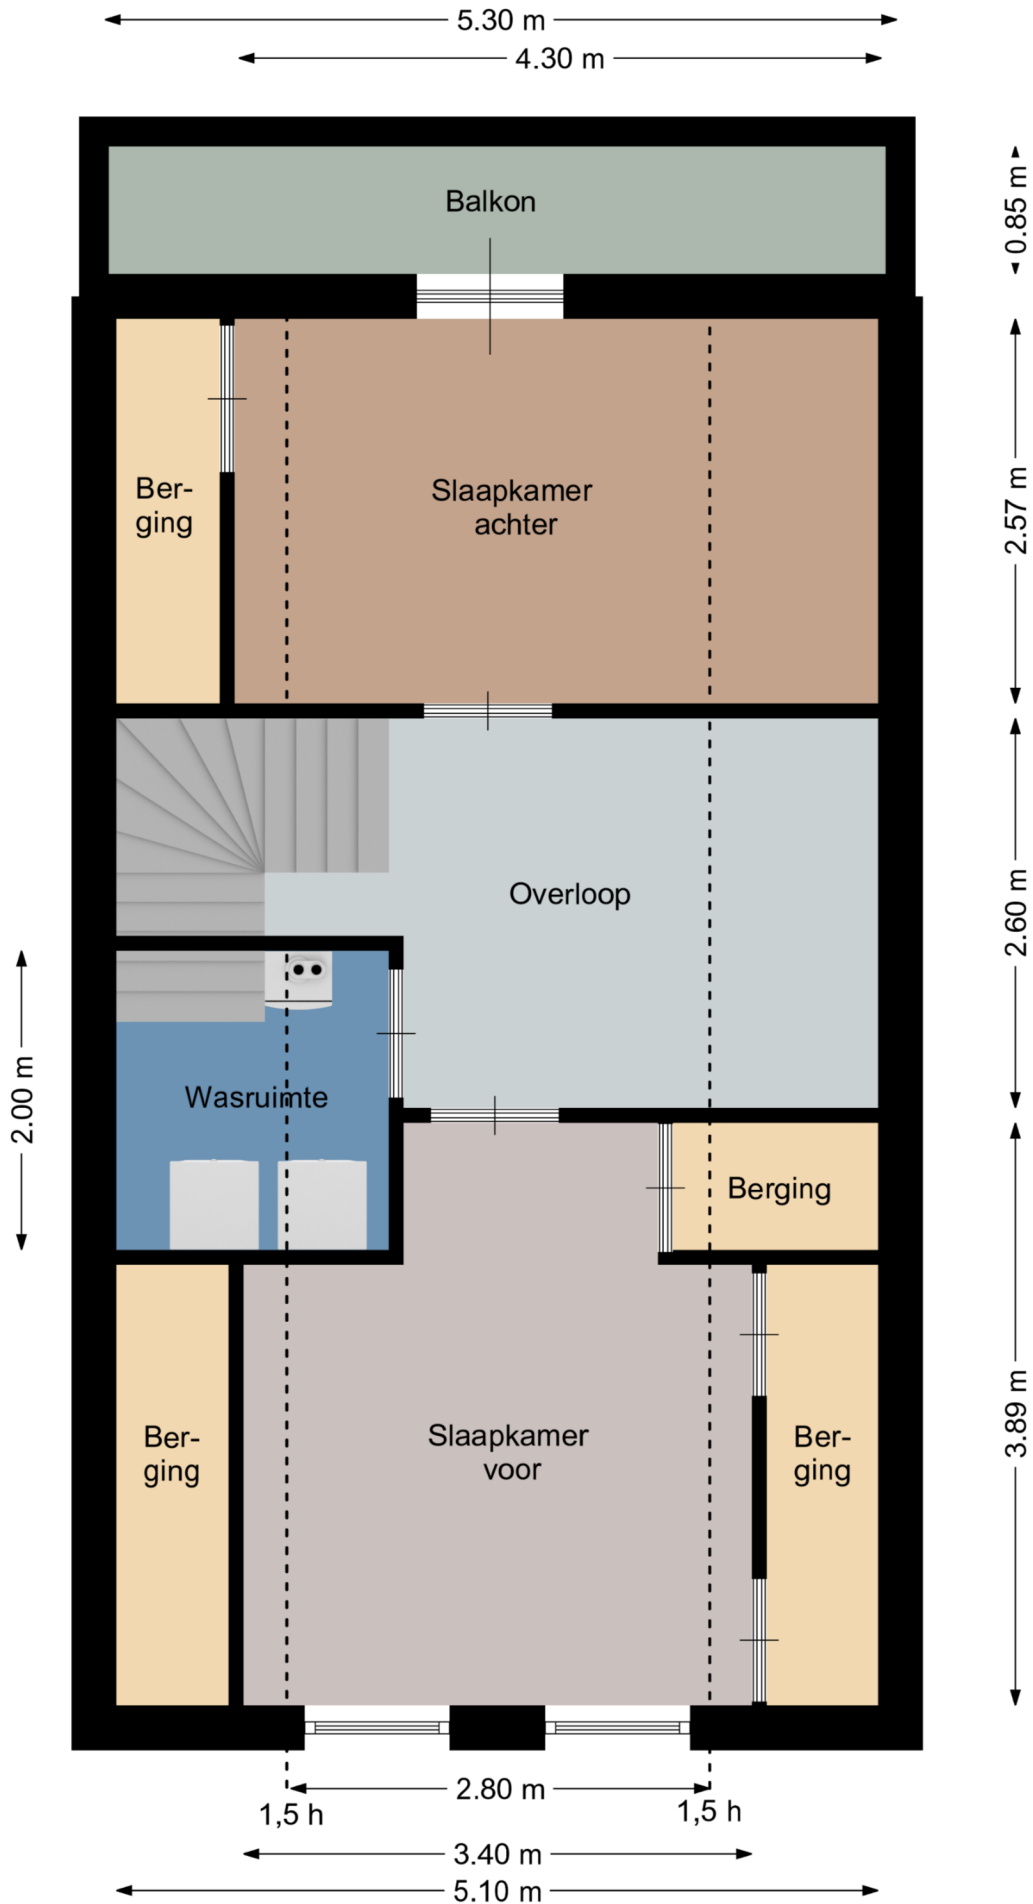 5.30 m
4.30 m
Balkon
0.85 m
Ber-
ging
Slaapkamer
achter
2.57 m
Overloop
2.60 m
Wasruimte
2.00 m
Berging
Ber-
ging
Slaapkamer
voor
Ber-
ging
3.89 m
2.80 m
1,5 h
1,5 h
3.40 m
5.10 m